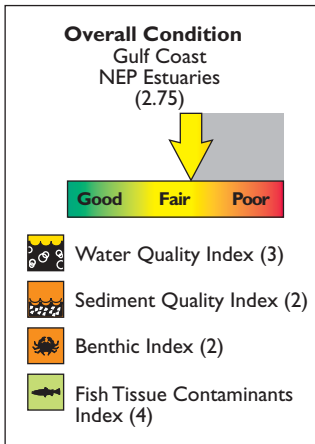 Overall Condition
Gulf Coast
NEP Estuaries
(2.75)
Good Fair Poor
Water Quality Index (3)
Sediment Quality Index (2)
Benthic Index (2)
Fish Tissue Contaminants
Index (4)